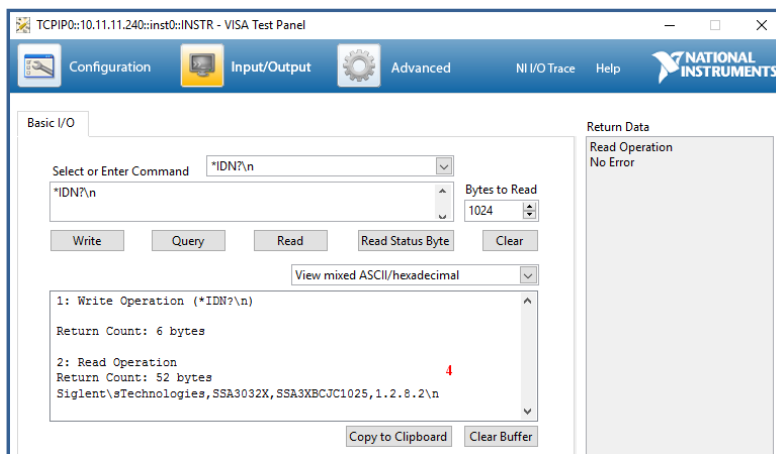 TCPIP0::10.11.11.240::inst0::INSTR - VISA Test Panel
Configuration Input/Output Advanced NI I/O Trace Help NATIONAL INSTRUMENTS
Basic I/O
Return Data
Read Operation
No Error
Select or Enter Command *IDN?\n
*IDN?\n
Bytes to Read
1024
Write Query Read Read Status Byte Clear
View mixed ASCII/hexadecimal
1: Write Operation (*IDN?\n)
Return Count: 6 bytes
2: Read Operation
Return Count: 52 bytes
4
Siglent\sTechnologies,SSA3032X,SSA3XBCJC1025,1.2.8.2\n
Copy to Clipboard Clear Buffer